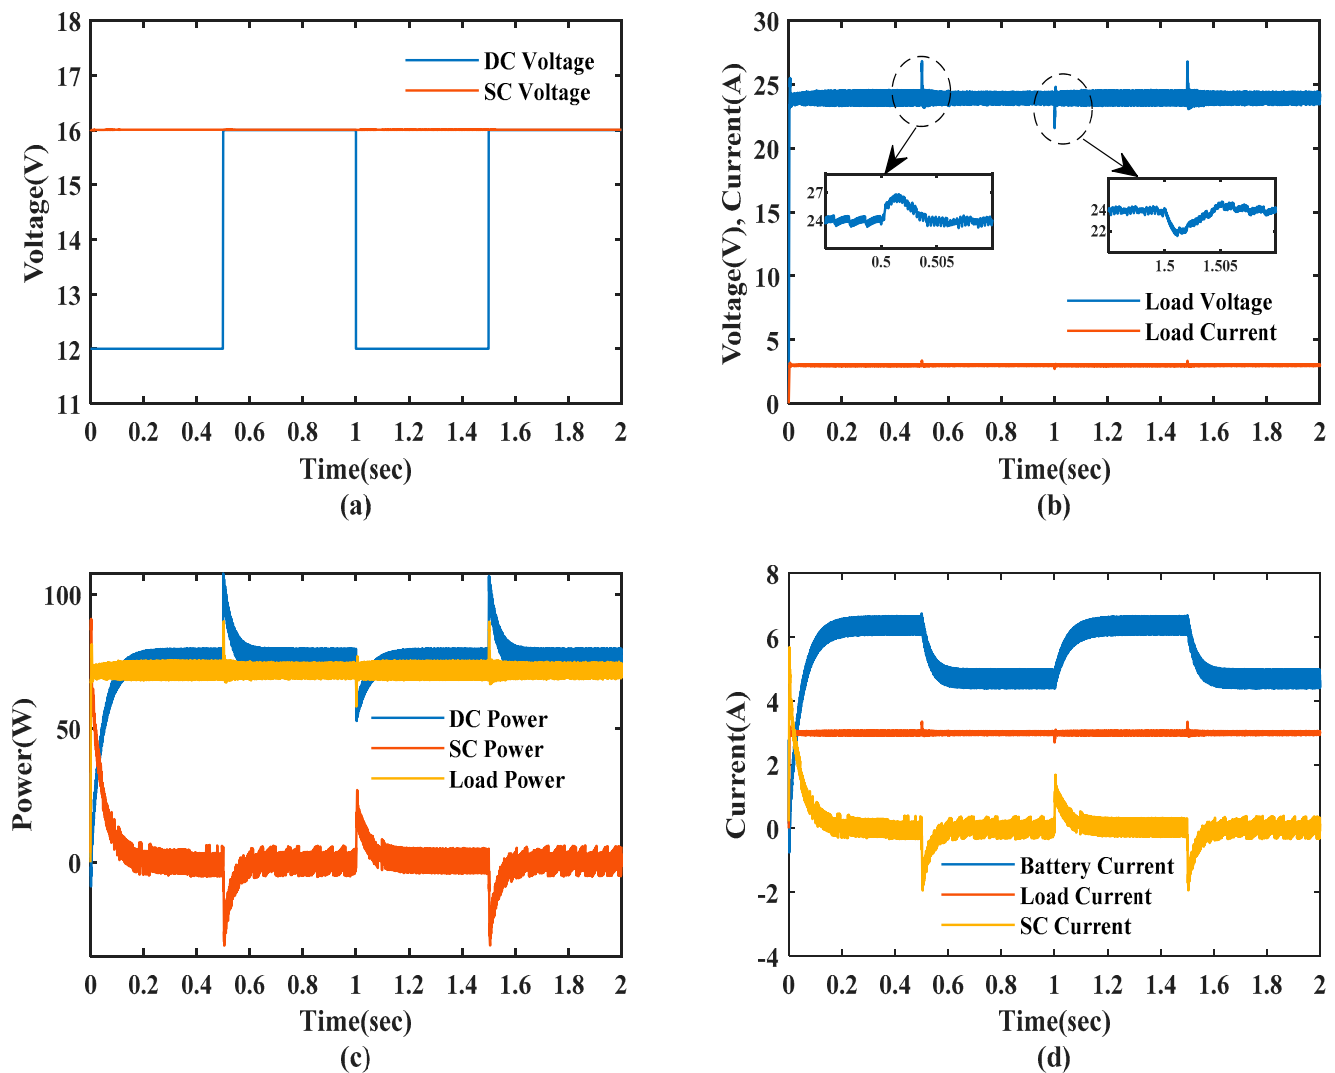 18
17
16
15
14
13
12
11
Voltage(V)
DC Voltage
SC Voltage
0 0.2 0.4 0.6 0.8 1 1.2 1.4 1.6 1.8 2
Time(sec)
(a)
30
25
20
15
10
5
0
Voltage(V), Current(A)
27
24
0.5 0.505
24
22
1.5 1.505
Load Voltage
Load Current
0 0.2 0.4 0.6 0.8 1 1.2 1.4 1.6 1.8 2
Time(sec)
(b)
100
50
0
Power(W)
DC Power
SC Power
Load Power
0 0.2 0.4 0.6 0.8 1 1.2 1.4 1.6 1.8 2
Time(sec)
(c)
8
6
4
2
0
-2
-4
Current(A)
Battery Current
Load Current
SC Current
0 0.2 0.4 0.6 0.8 1 1.2 1.4 1.6 1.8 2
Time(sec)
(d)